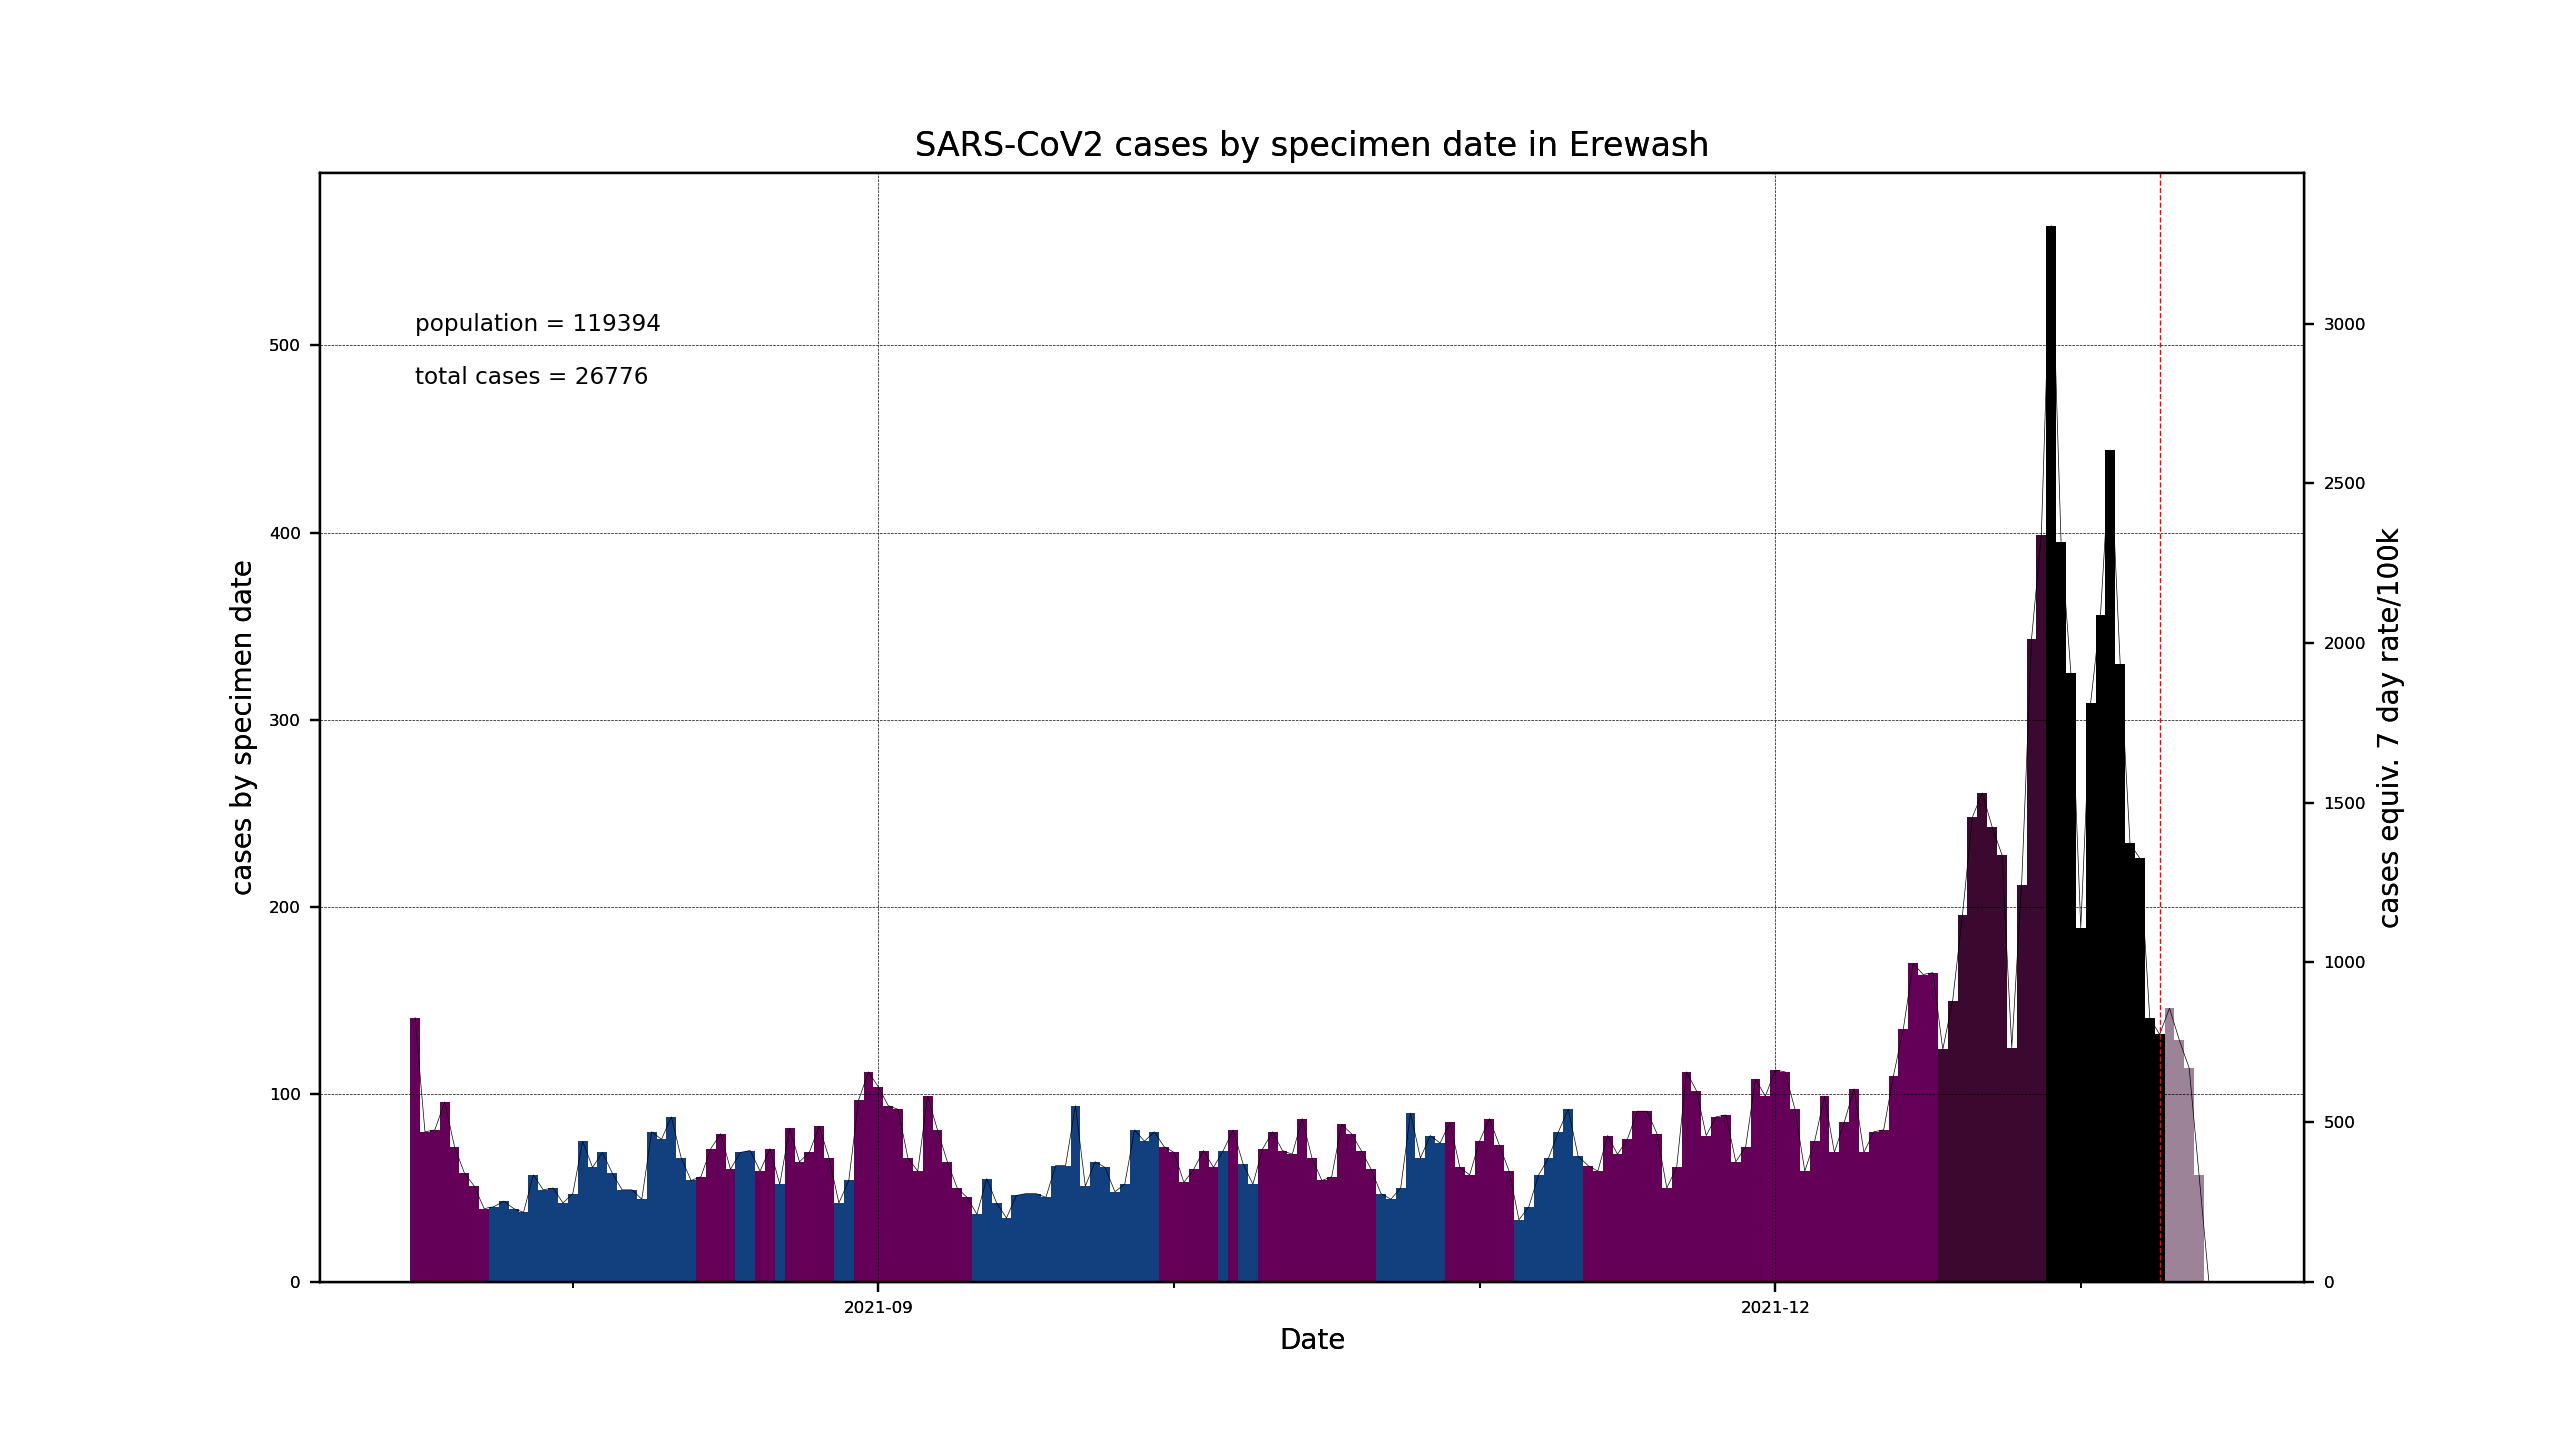 SARS-CoV2 cases by specimen date in Erewash
population = 119394
total cases = 26776
cases by specimen date
500
400
300
200
100
0
3000
2500
2000
1500
1000
500
0
cases equiv. 7 day rate/100k
2021-09
2021-12
Date